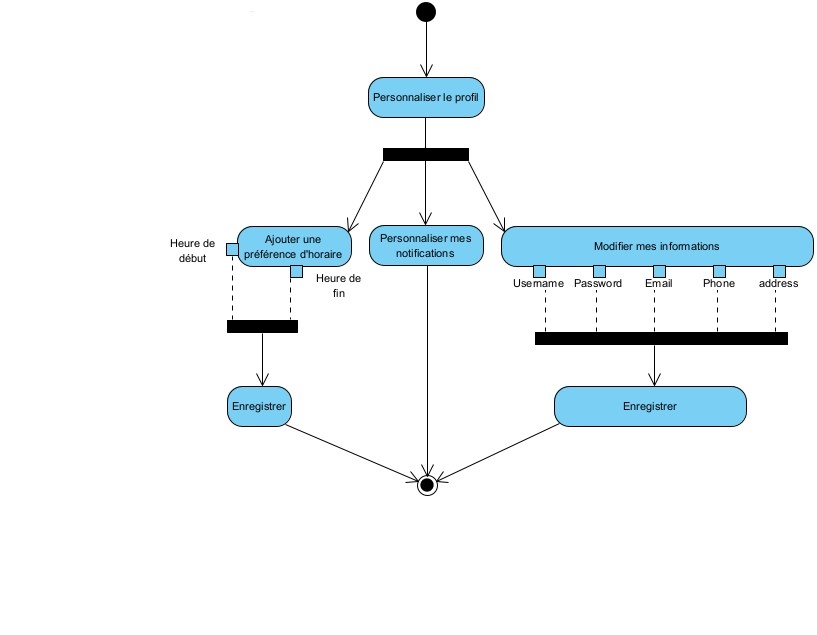 Personnaliser le profil
Ajouter une
préférence d'horaire
Personnaliser mes
notifications
Modifier mes informations
Heure de
début
Heure de
fin
Username
Password
Email
Phone
address
Enregistrer
Enregistrer